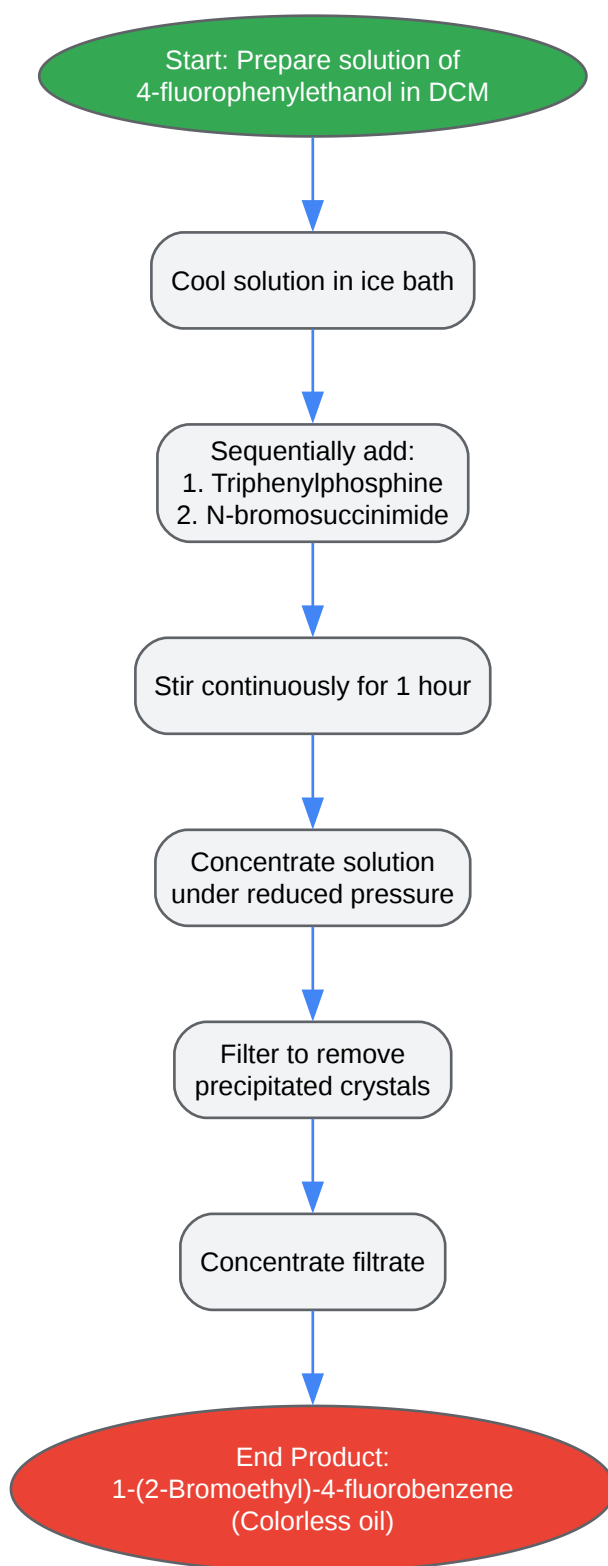 Start: Prepare solution of
4-fluorophenylethanol in DCM
Cool solution in ice bath
Sequentially add:
1. Triphenylphosphine
2. N-bromosuccinimide
Stir continuously for 1 hour
Concentrate solution
under reduced pressure
Filter to remove
precipitated crystals
Concentrate filtrate
End Product:
1-(2-Bromoethyl)-4-fluorobenzene
(Colorless oil)